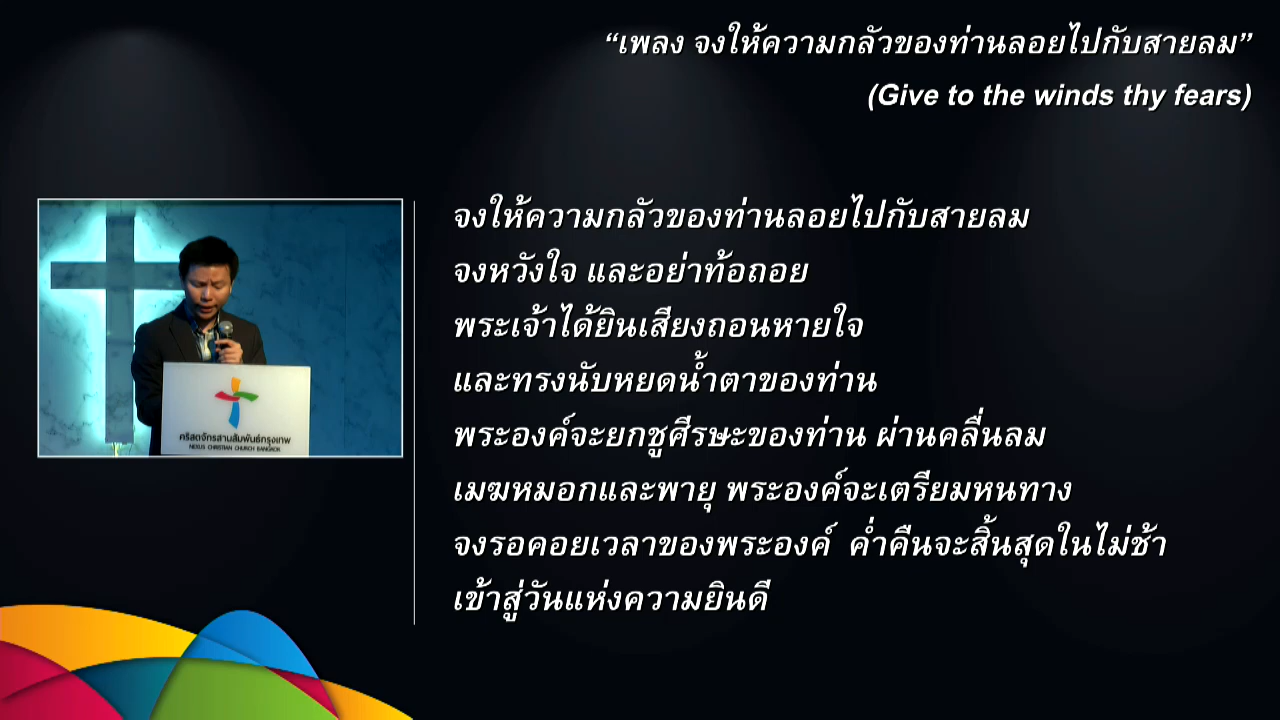 “เพลง จงให้ความกลัวของท่านลอยไปกับสายลม”
(Give to the winds thy fears)
จงให้ความกลัวของท่านลอยไปกับสายลม
จงหวังใจ และอย่าท้อถอย
พระเจ้าได้ยินเสียงถอนหายใจ
และทรงนับหยดน้ำตาของท่าน
พระองค์จะยกชูศีรษะของท่าน ผ่านคลื่นลม
เมฆหมอกและพายุ พระองค์จะเตรียมหนทาง
จงรอคอยเวลาของพระองค์ ค่ำคืนจะสิ้นสุดในไม่ช้า
เข้าสู่วันแห่งความยินดี
คริสตจักรสานสัมพันธ์กรุงเทพ
NEXUS CHRISTIAN CHURCH BANGKOK